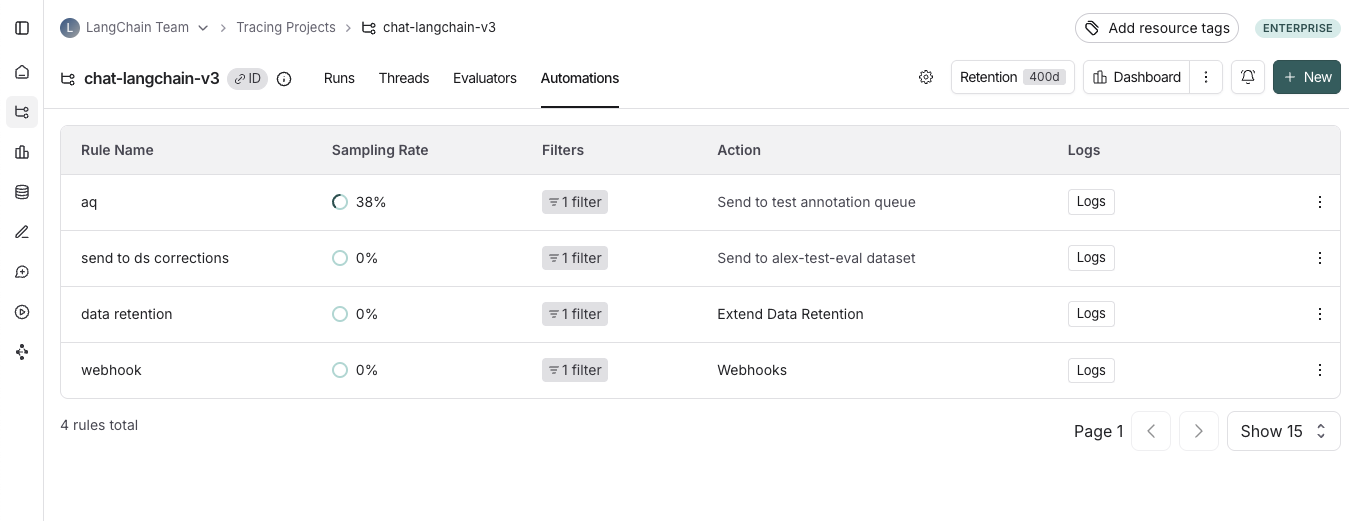 L LangChain Team Tracing Projects chat-langchain-v3 Add resource tags ENTERPRISE
chat-langchain-v3 ID Runs Threads Evaluators Automations Retention 400d Dashboard New
Rule Name Sampling Rate Filters Action Logs
aq 38% 1 filter Send to test annotation queue Logs
send to ds corrections 0% 1 filter Send to alex-test-eval dataset Logs
data retention 0% 1 filter Extend Data Retention Logs
webhook 0% 1 filter Webhooks Logs
4 rules total Page 1 Show 15